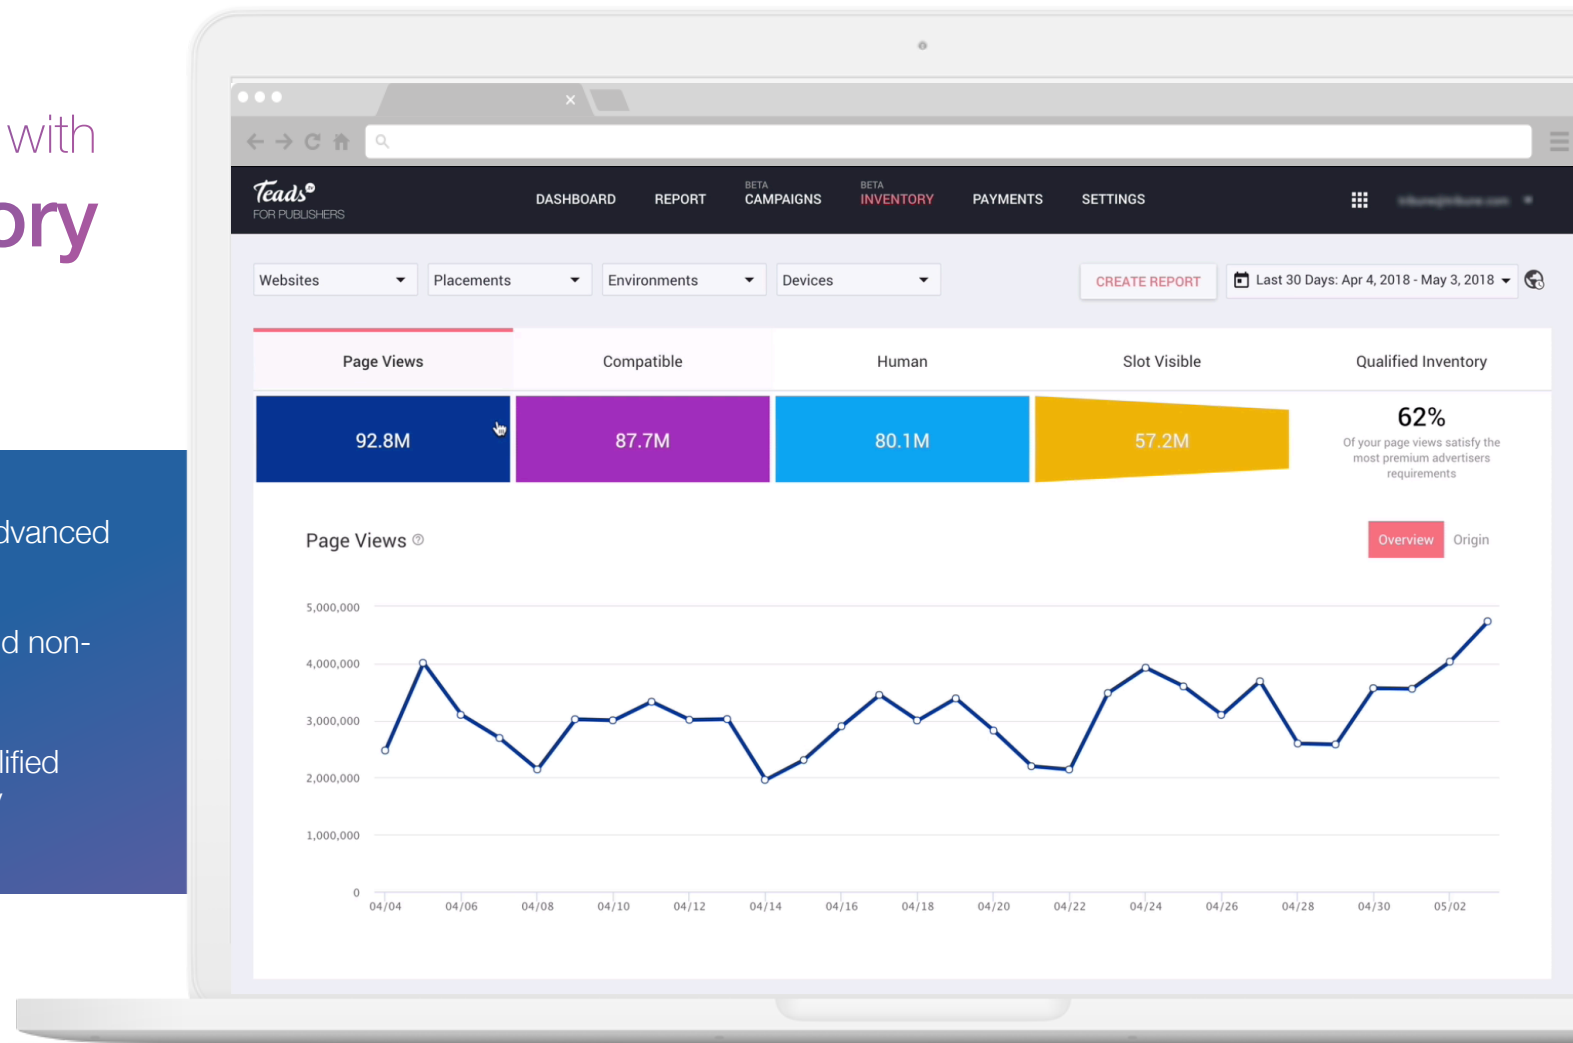 with
ory
dvanced
d non-
lified
y
Teads
FOR PUBLISHERS
DASHBOARD
REPORT
BETA
CAMPAIGNS
BETA
INVENTORY
PAYMENTS
SETTINGS
Websites
Placements
Environments
Devices
CREATE REPORT
Last 30 Days: Apr 4, 2018 - May 3, 2018
Page Views
Compatible
Human
Slot Visible
Qualified Inventory
92.8M
87.7M
80.1M
57.2M
62%
Of your page views satisfy the
most premium advertisers
requirements
Page Views
Overview
Origin
5,000,000
4,000,000
3,000,000
2,000,000
1,000,000
0
04/04
04/06
04/08
04/10
04/12
04/14
04/16
04/18
04/20
04/22
04/24
04/26
04/28
04/30
05/02